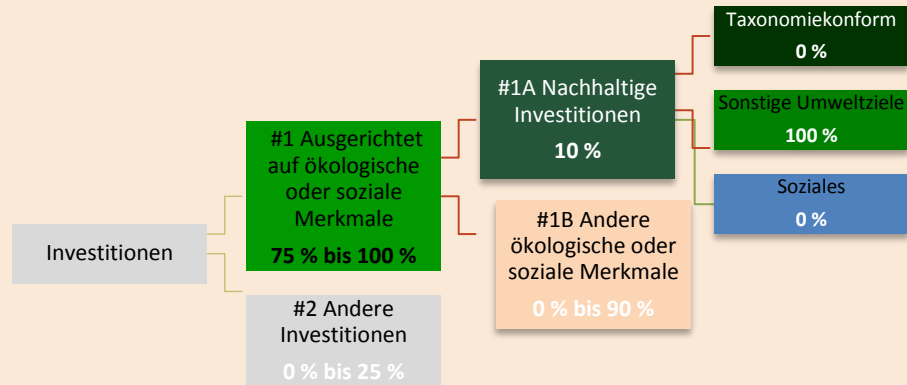 Investitionen
#1 Ausgerichtet
auf ökologische
oder soziale
Merkmale
75 % bis 100 %
#2 Andere
Investitionen
0 % bis 25 %
#1A Nachhaltige
Investitionen
10 %
#1B Andere
ökologische oder
soziale Merkmale
0 % bis 90 %
Taxonomiekonform
0 %
Sonstige Umweltziele
100 %
Soziales
0 %